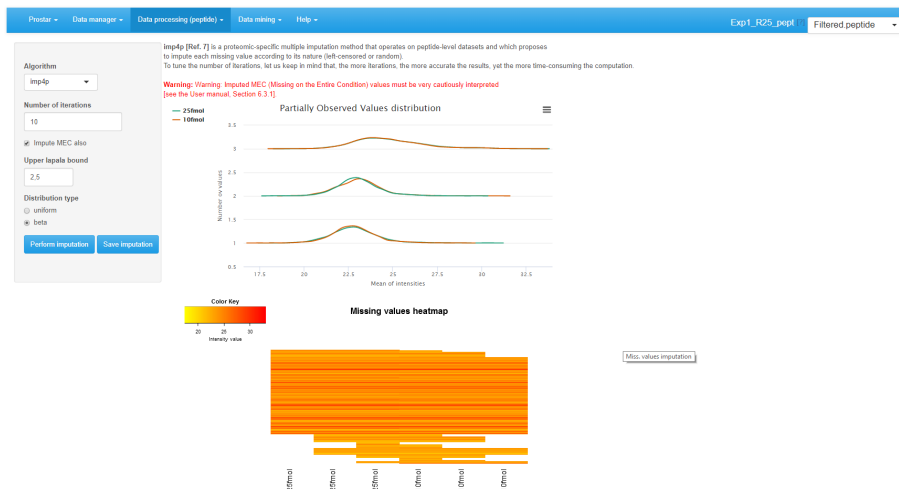 Prostar
Data manager
Data processing (peptide)
Data mining
Help
Exp1_R25_pept
Filtered.peptide
imp4p [Ref. 7] is a proteomic-specific multiple imputation method that operates on peptide-level datasets and which proposes
to impute each missing value according to its nature (left-censored or random).
To tune the number of iterations, let us keep in mind that, the more iterations, the more accurate the results, yet the more time-consuming the computation.
Warning: Warning: Imputed MEC (Missing on the Entire Condition) values must be very cautiously interpreted
[see the User manual, Section 6.3.1]
Algorithm
imp4p
Number of iterations
10
Impute MEC also
Upper lapala bound
2,5
Distribution type
uniform
beta
Perform imputation
Save imputation
25fmol
10fmol
Partially Observed Values distribution
Number ov values
3.5
3
2.5
2
1.5
1
0.5
17.5 20 22.5 25 27.5 30 32.5
Mean of intensities
Color Key
20 25 30
Intensity value
Missing values heatmap
Miss. values imputation
25fmol
25fmol
25fmol
0fmol
0fmol
0fmol